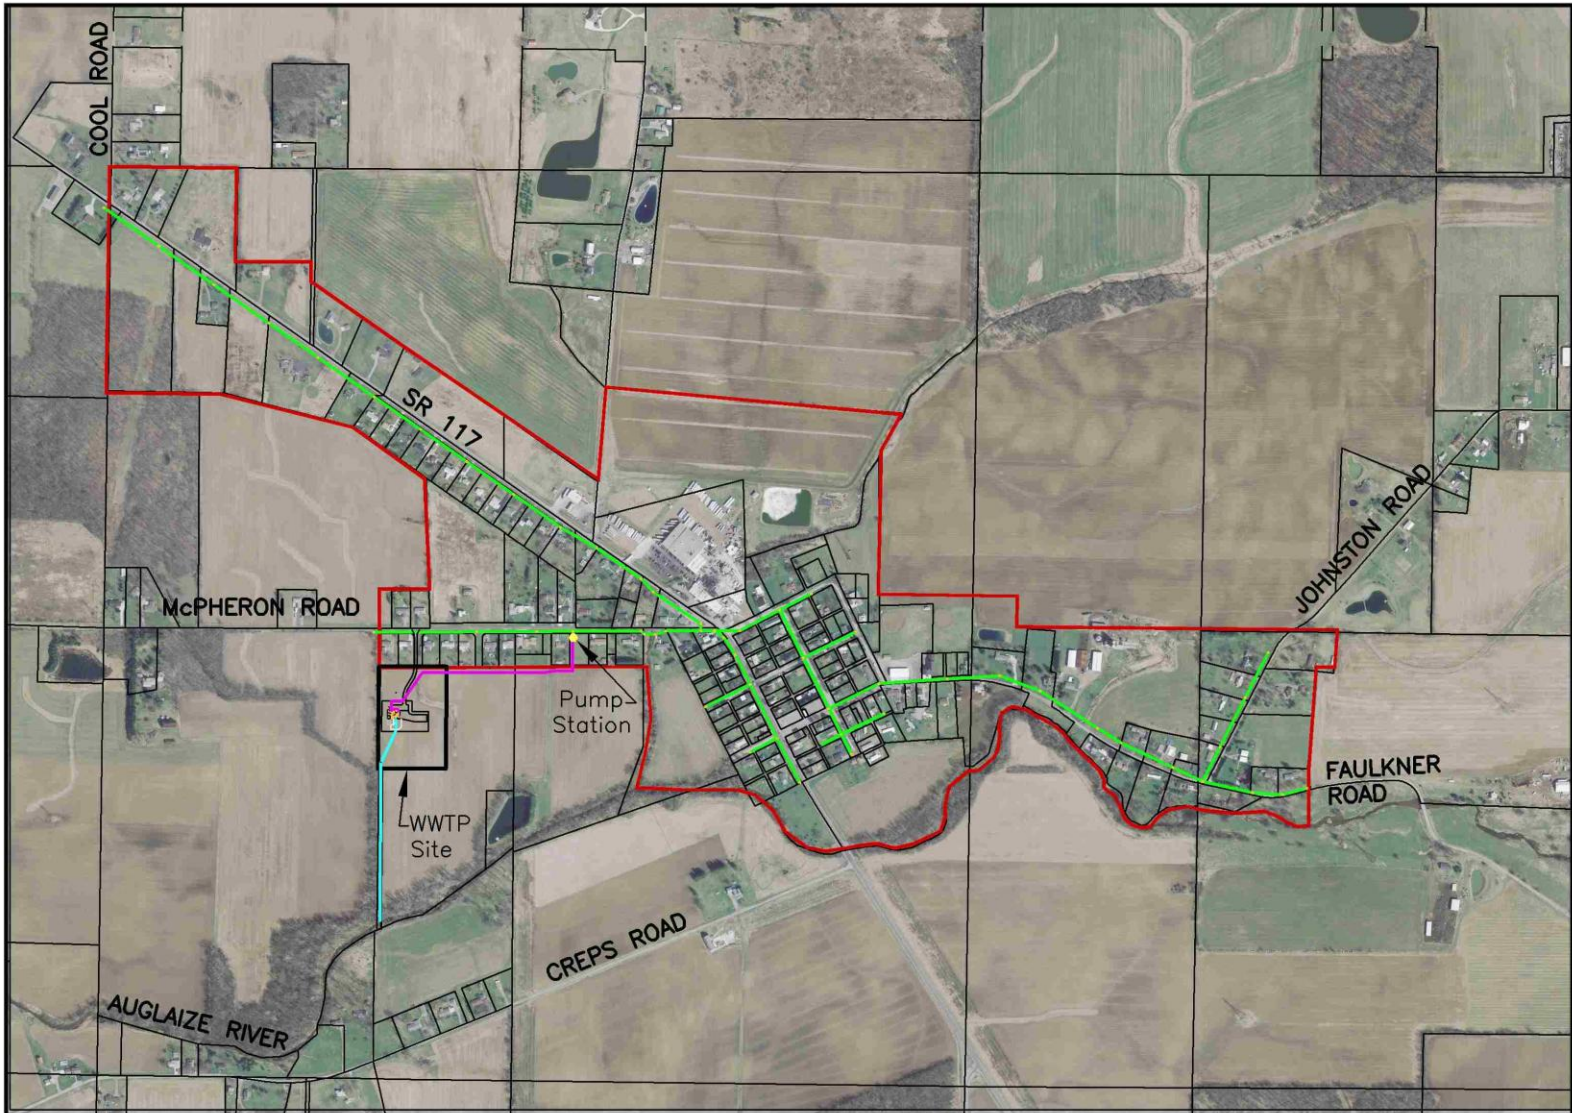 COOL ROAD
SR 117
JOHNSTON ROAD
McPHERON ROAD
Pump
Station
FAULKNER
ROAD
WWTP
Site
CREPS ROAD
AUGLAIZE RIVER